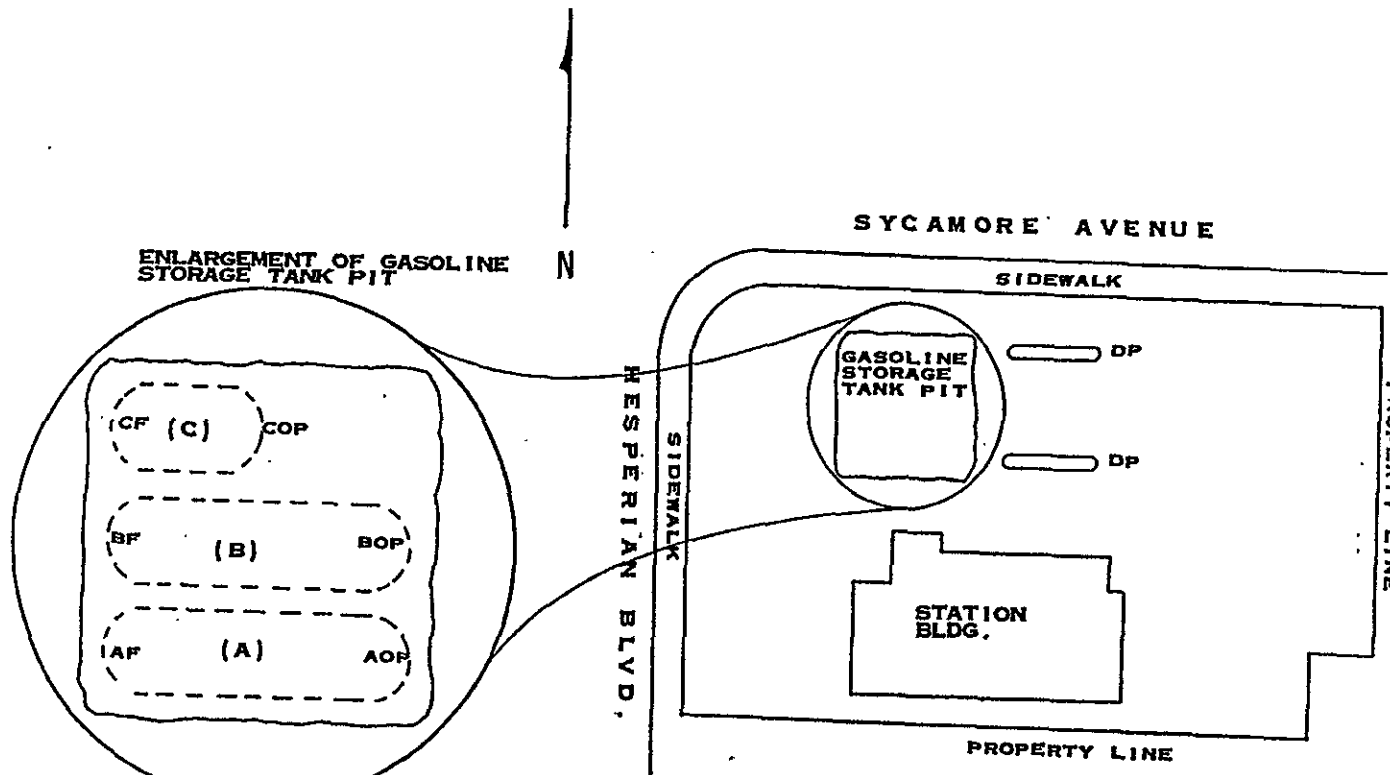 SYCAMORE AVENUE
ENLARGEMENT OF GASOLINE
STORAGE TANK PIT
N
SIDEWALK
GASOLINE
STORAGE
TANK PIT
DP
DP
HESPERIAN BLVD.
SIDEWALK
CF
(C)
COP
BF
(B)
BOP
AF
(A)
AOP
STATION
BLDG.
PROPERTY LINE